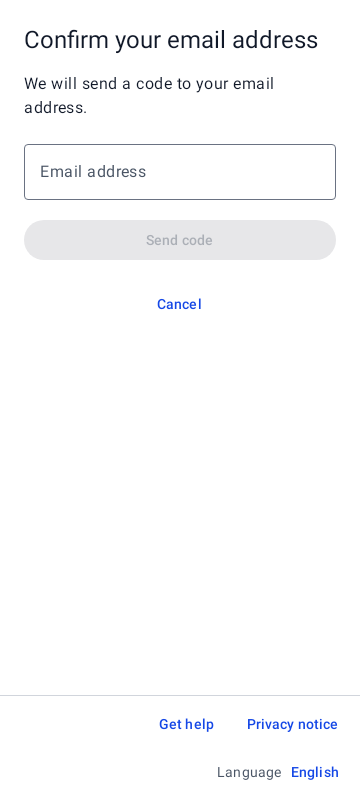 Confirm your email address
We will send a code to your email
address.
Email address
Send code
Cancel
Get help
Privacy notice
Language English